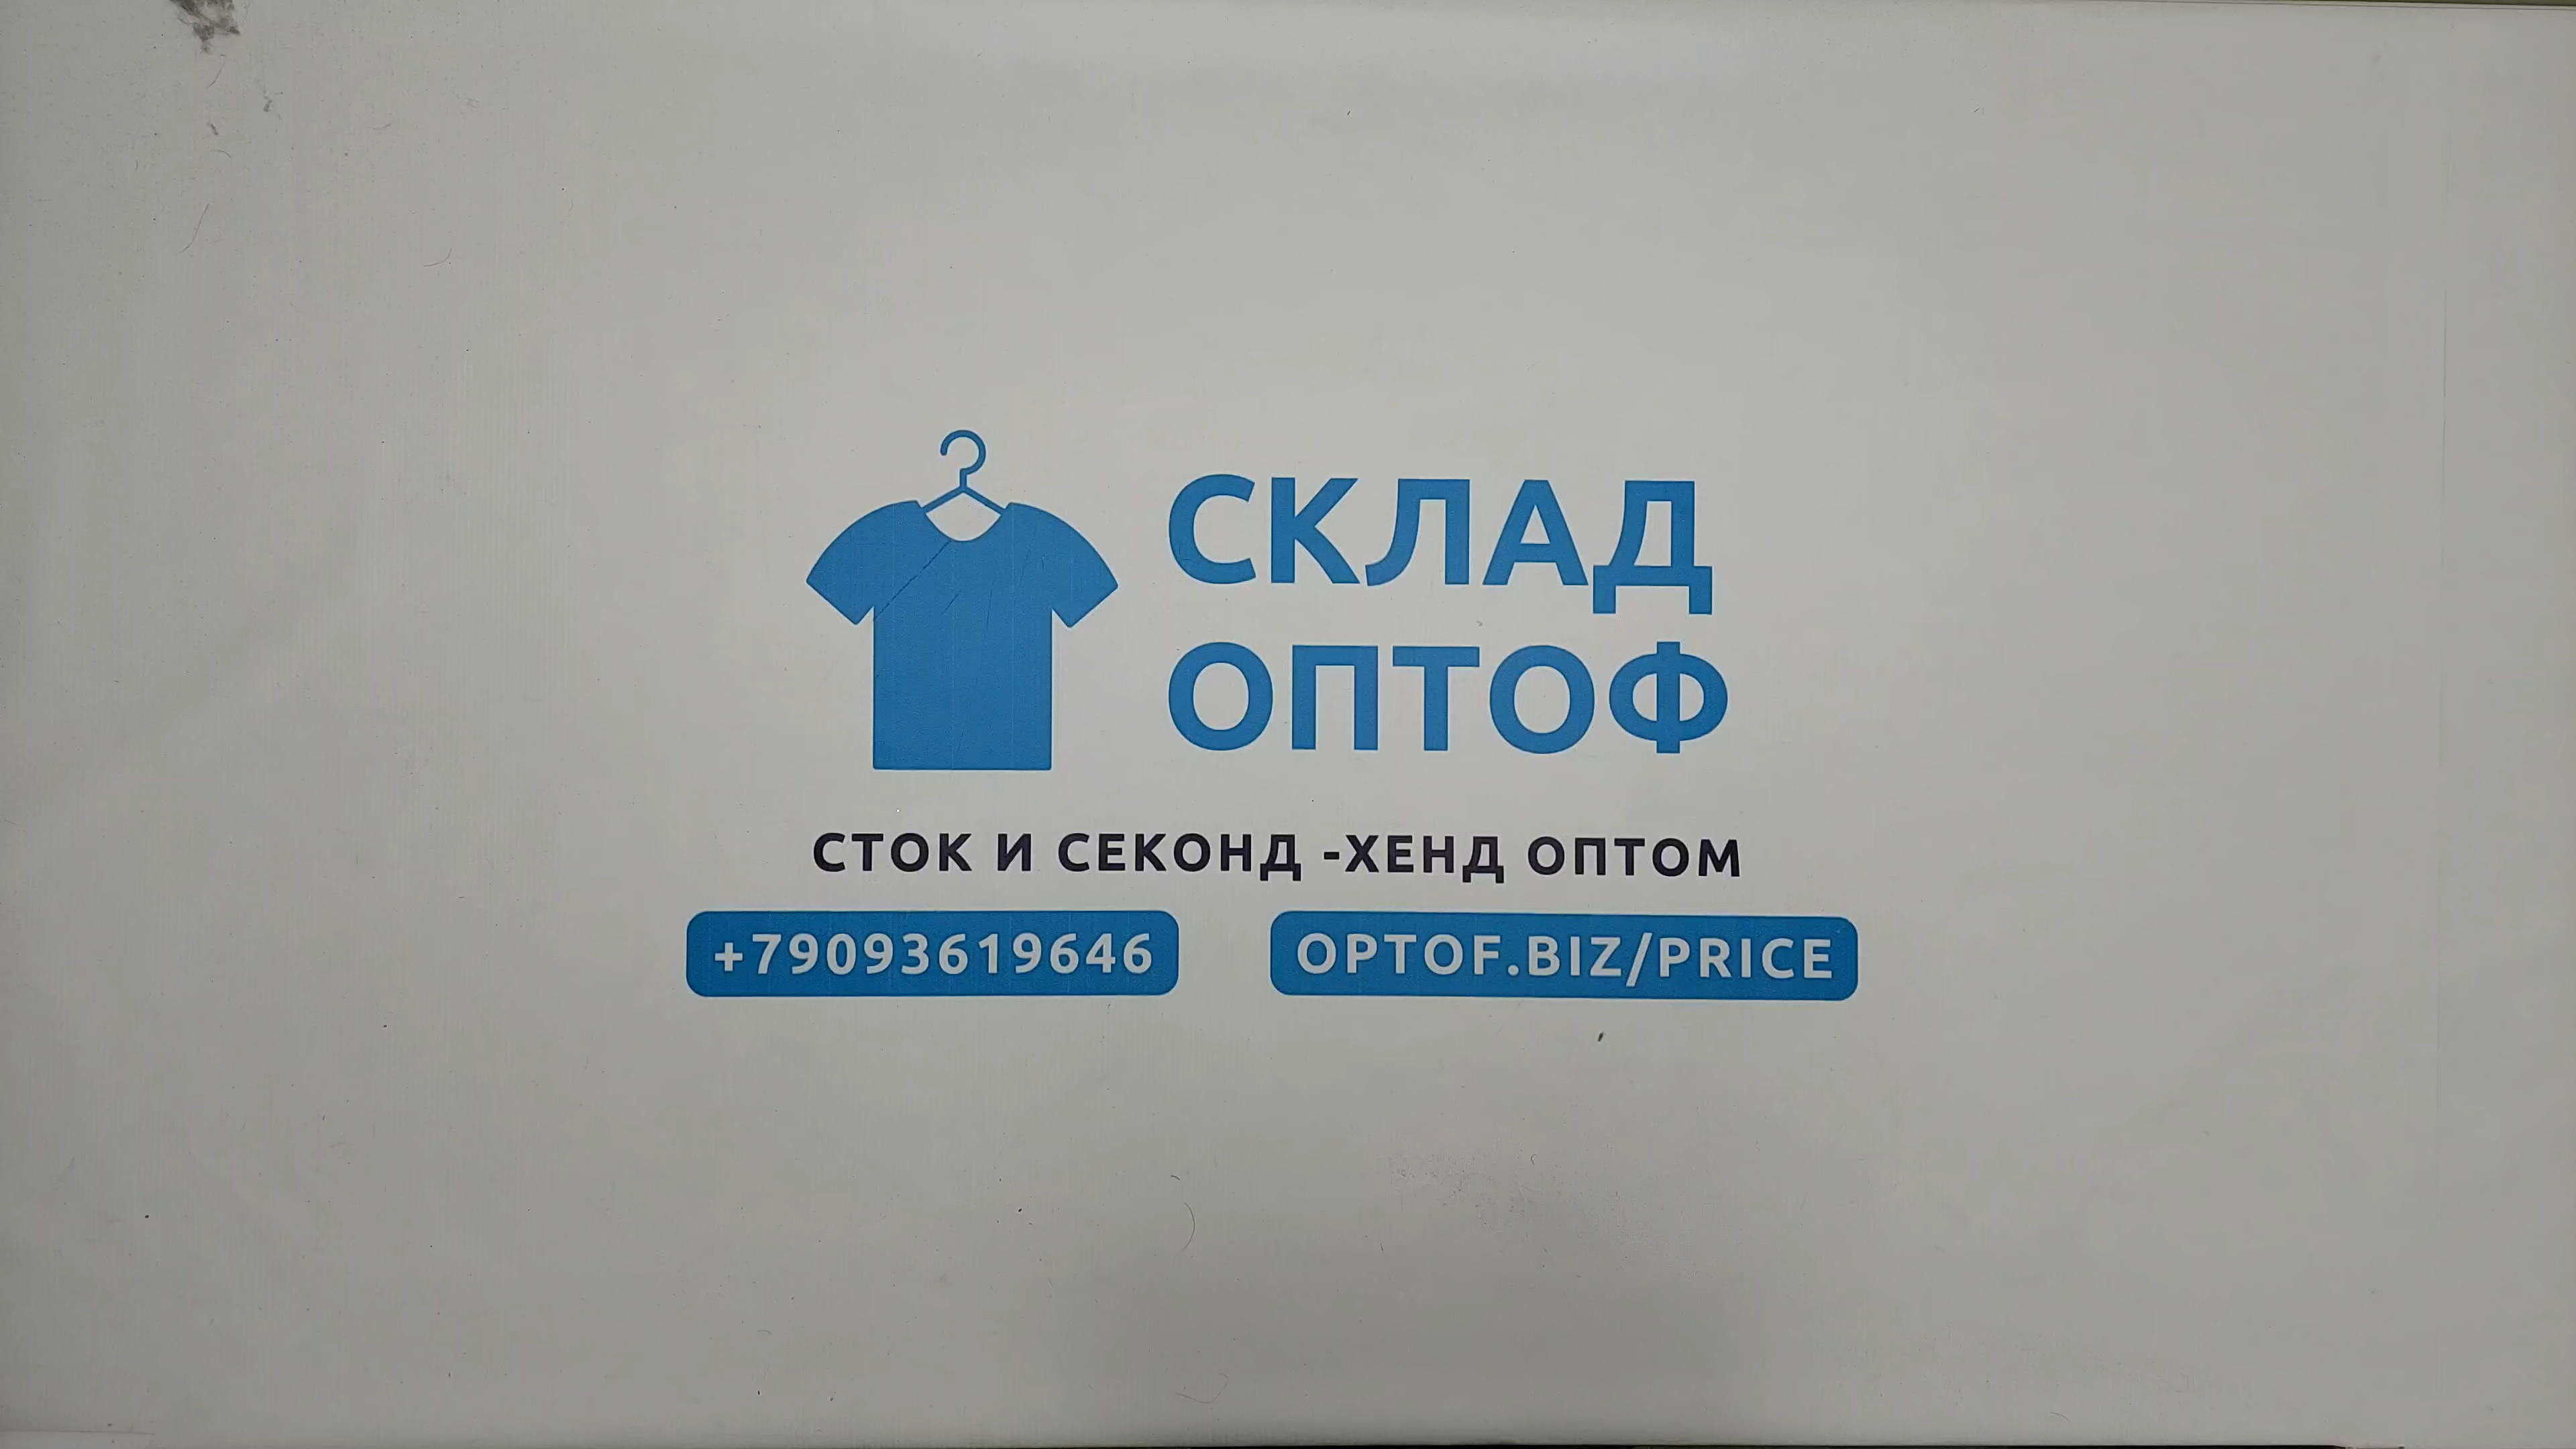 СКЛАД
ОПТОФ
СТОК И СЕКОНД -ХЕНД ОПТОМ
+79093619646
OPTOF.BIZ/PRICE